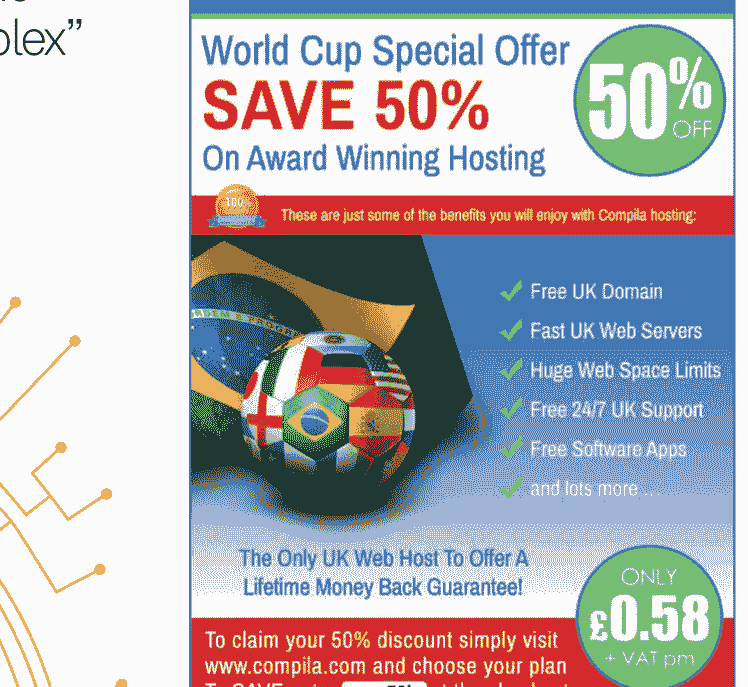 plex”
World Cup Special Offer
SAVE 50%
On Award Winning Hosting
50%
OFF
100%
These are just some of the benefits you will enjoy with Compila hosting:
Free UK Domain
Fast UK Web Servers
Huge Web Space Limits
Free 24/7 UK Support
Free Software Apps
and lots more ...
The Only UK Web Host To Offer A
Lifetime Money Back Guarantee!
ONLY
£0.58
+ VAT pm
To claim your 50% discount simply visit
www.compila.com and choose your plan